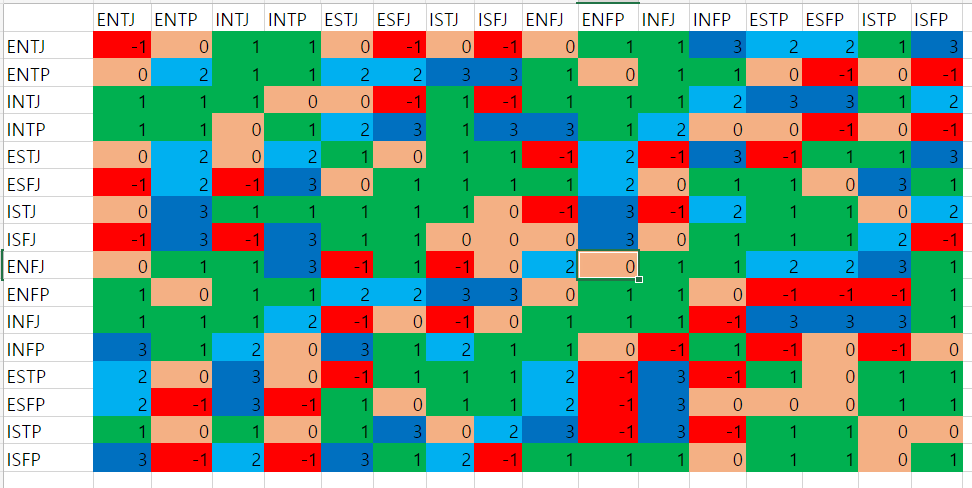 ENTJ ENTP INTJ INTP ESTJ ESFJ ISTJ ISFJ ENFJ ENFP INFJ INFP ESTP ESFP ISTP ISFP
ENTJ -1 0 1 1 0 -1 0 -1 0 1 1 3 2 2 1 3
ENTP 0 2 1 1 2 2 3 3 1 0 1 1 0 -1 0 -1
INTJ 1 1 1 0 0 -1 1 -1 1 1 1 2 3 3 1 2
INTP 1 1 0 1 2 3 1 3 3 1 2 0 0 -1 0 -1
ESTJ 0 2 0 2 1 0 1 1 -1 2 -1 3 -1 1 1 3
ESFJ -1 2 -1 3 0 1 1 1 1 2 0 1 1 0 3 1
ISTJ 0 3 1 1 1 1 1 0 -1 3 -1 2 1 1 0 2
ISFJ -1 3 -1 3 1 1 0 0 0 3 0 1 1 1 2 -1
ENFJ 0 1 1 3 -1 1 -1 0 2 0 1 1 2 2 3 1
ENFP 1 0 1 1 2 2 3 3 0 1 1 0 -1 -1 -1 1
INFJ 1 1 1 2 -1 0 -1 0 1 1 1 -1 3 3 3 1
INFP 3 1 2 0 3 1 2 1 1 0 -1 1 -1 0 -1 0
ESTP 2 0 3 0 -1 1 1 1 2 -1 3 -1 1 0 1 1
ESFP 2 -1 3 -1 1 0 1 1 2 -1 3 0 0 0 1 1
ISTP 1 0 1 0 1 3 0 2 3 -1 3 -1 1 1 0 0
ISFP 3 -1 2 -1 3 1 2 -1 1 1 1 0 1 1 0 1